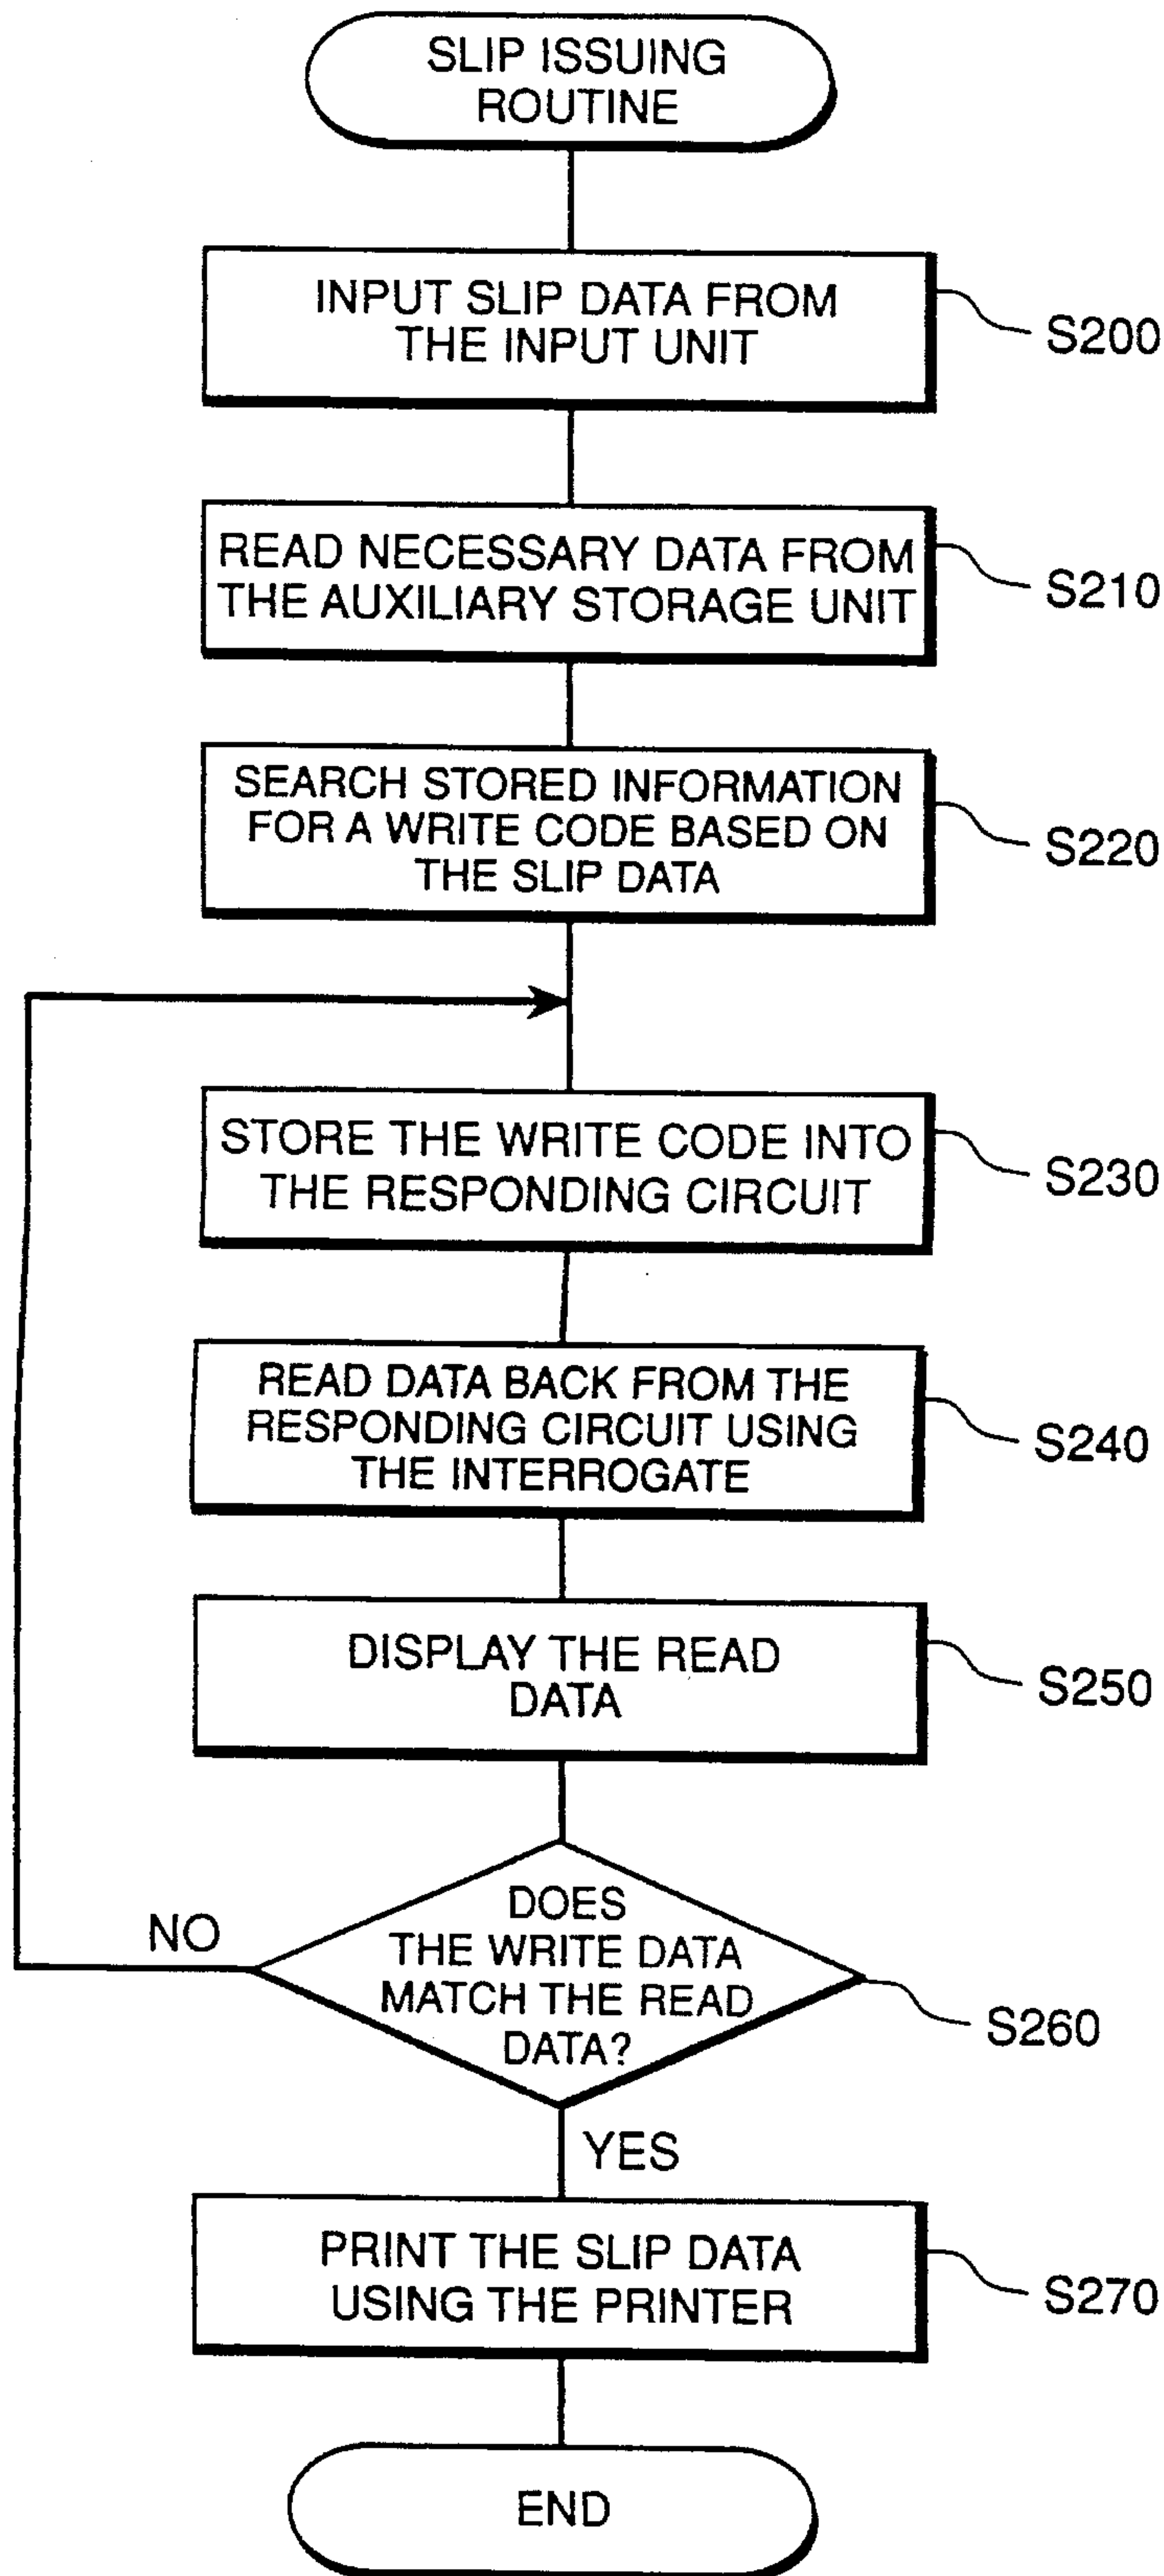 SLIP ISSUING
ROUTINE
INPUT SLIP DATA FROM
THE INPUT UNIT
S200
READ NECESSARY DATA FROM
THE AUXILIARY STORAGE UNIT
S210
SEARCH STORED INFORMATION
FOR A WRITE CODE BASED ON
THE SLIP DATA
S220
STORE THE WRITE CODE INTO
THE RESPONDING CIRCUIT
S230
READ DATA BACK FROM THE
RESPONDING CIRCUIT USING
THE INTERROGATE
S240
DISPLAY THE READ
DATA
S250
DOES
THE WRITE DATA
MATCH THE READ
DATA?
NO
S260
YES
PRINT THE SLIP DATA
USING THE PRINTER
S270
END